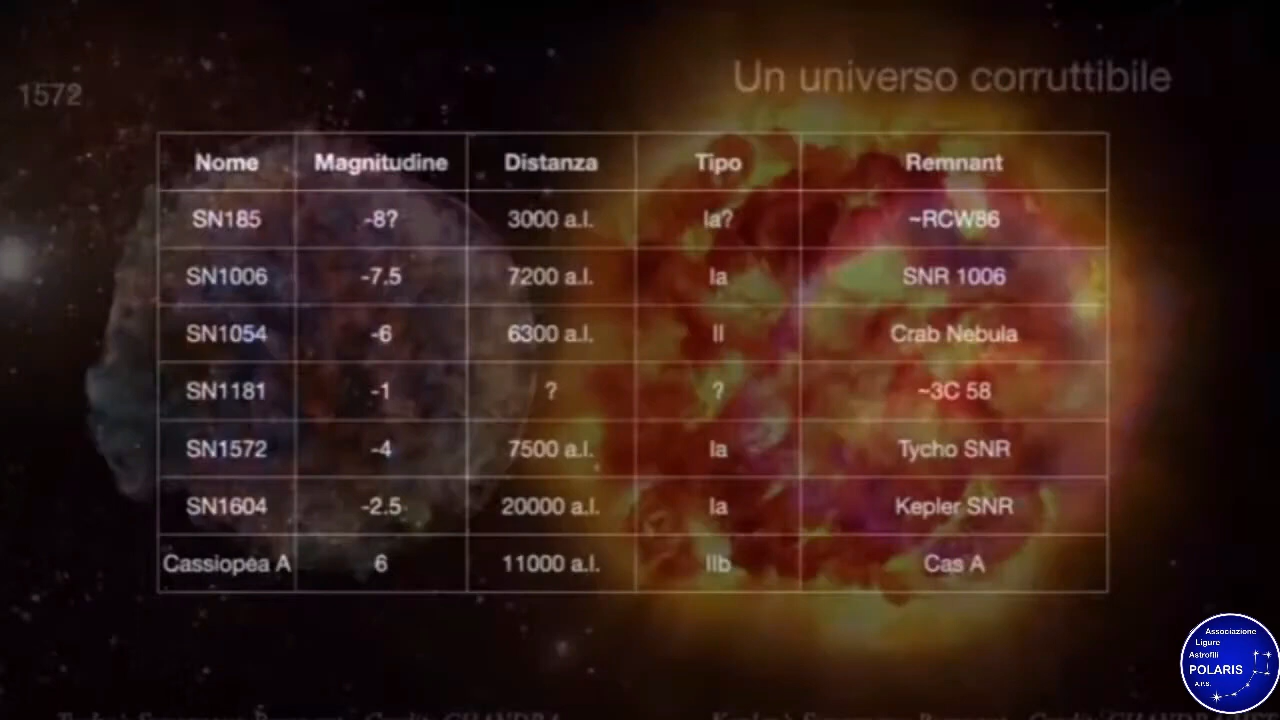 1572
Un universo corruttibile
Nome Magnitudine Distanza Tipo Remnant
SN185 -8? 3000 a.l. Ia? ~RCW86
SN1006 -7.5 7200 a.l. Ia SNR 1006
SN1054 -6 6300 a.l. II Crab Nebula
SN1181 -1 ? ? ~3C 58
SN1572 -4 7500 a.l. Ia Tycho SNR
SN1604 -2.5 20000 a.l. Ia Kepler SNR
Cassiopea A 6 11000 a.l. IIb Cas A
Associazione
Ligure
Astrofili
POLARIS
A.P.S.